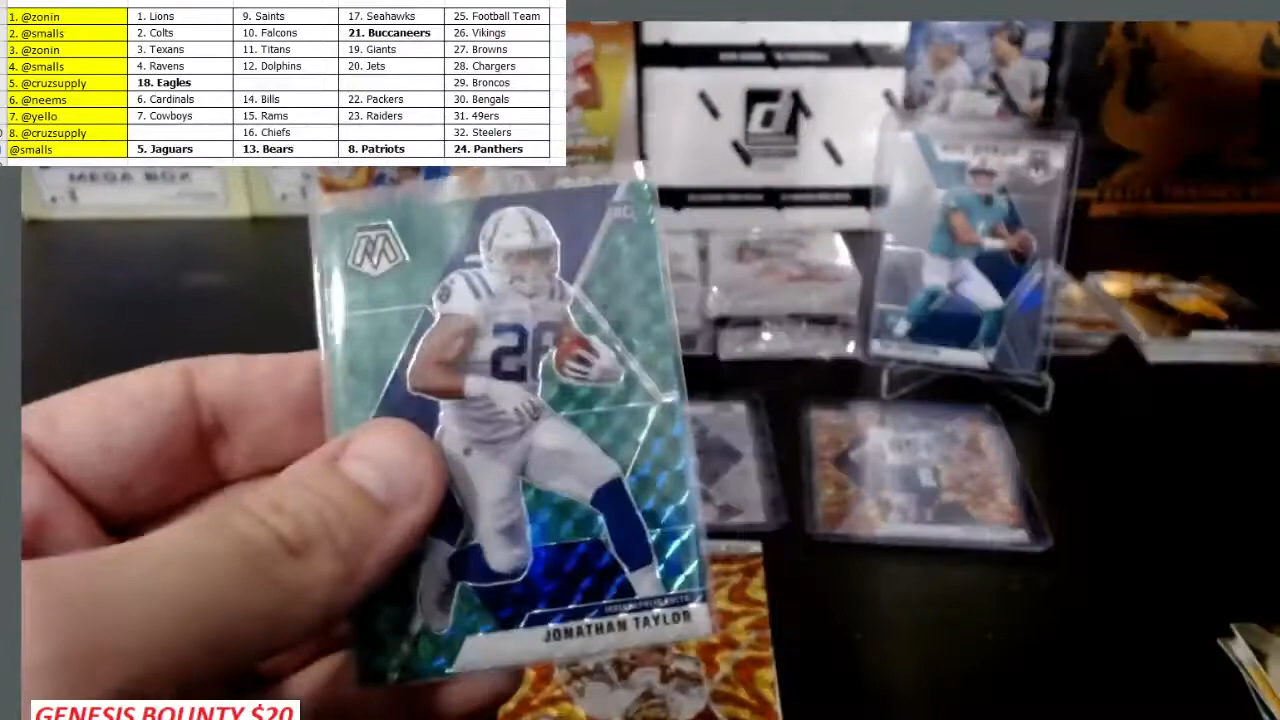 1. @zonin 1. Lions 9. Saints 17. Seahawks 25. Football Team
2. @smalls 2. Colts 10. Falcons 21. Buccaneers 26. Vikings
3. @zonin 3. Texans 11. Titans 19. Giants 27. Browns
4. @smalls 4. Ravens 12. Dolphins 20. Jets 28. Chargers
5. @cruzsupply 18. Eagles 29. Broncos
6. @neems 6. Cardinals 14. Bills 22. Packers 30. Bengals
7. @yello 7. Cowboys 15. Rams 23. Raiders 31. 49ers
8. @cruzsupply 16. Chiefs 32. Steelers
@smalls 5. Jaguars 13. Bears 8. Patriots 24. Panthers
MEGA BOX
RC
M
28
JONATHAN TAYLOR
GENESIS BOUNTY $20